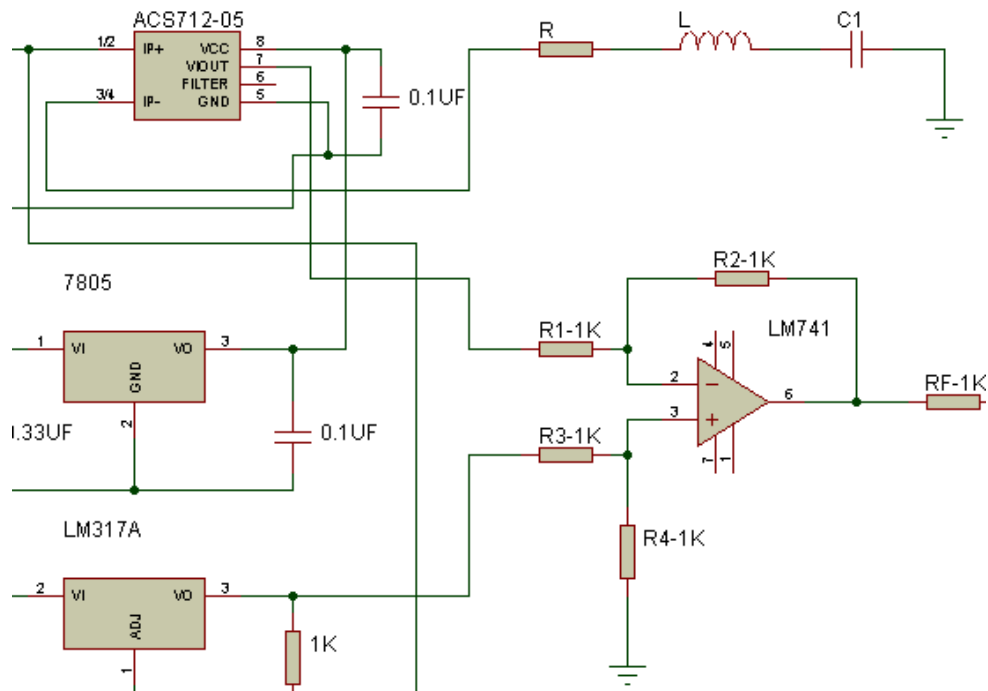 ACS712-05
1/2 IP+ VCC 8
VIOUT 7
FILTER 6
3/4 IP- GND 5
0.1UF
R
L
C1
7805
1 VI VO 3
GND
2
0.33UF
0.1UF
R2-1K
R1-1K
LM741
4
5
2
3
6
7
1
RF-1K
R3-1K
R4-1K
LM317A
2 VI VO 3
ADJ
1
1K